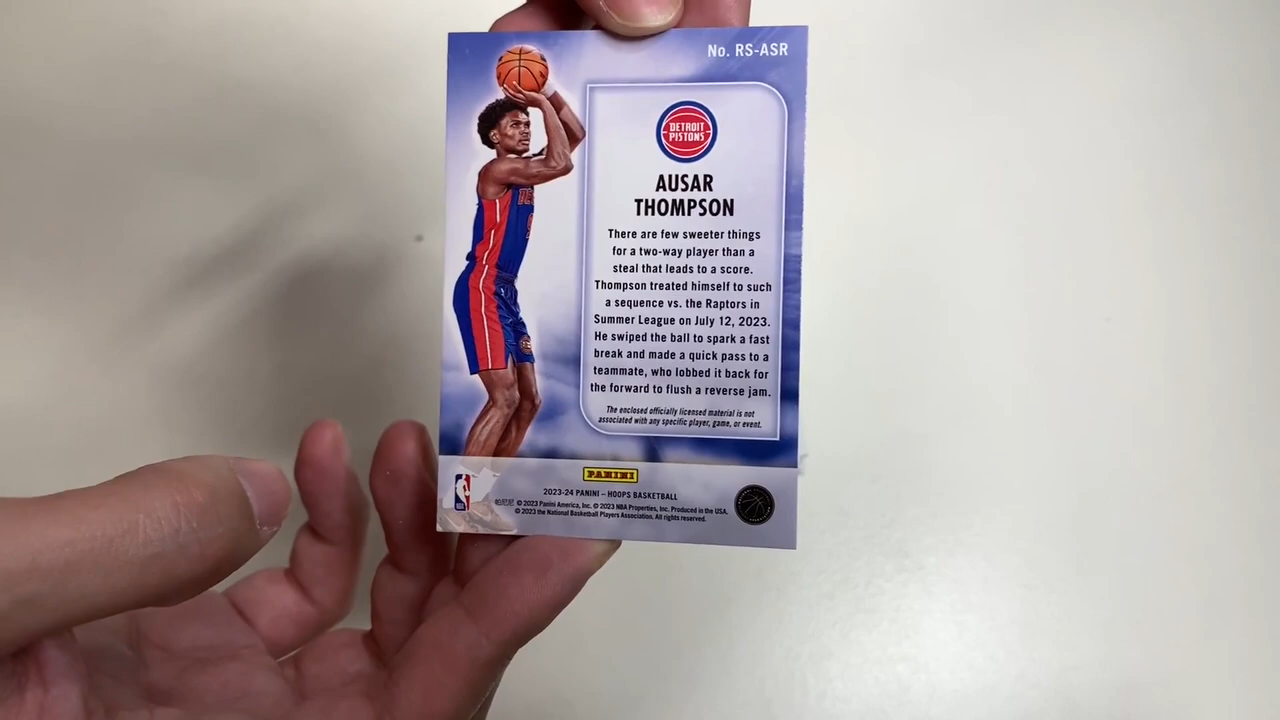 No. RS-ASR
DETROIT
PISTONS
AUSAR
THOMPSON
There are few sweeter things
for a two-way player than a
steal that leads to a score.
Thompson treated himself to such
a sequence vs. the Raptors in
Summer League on July 12, 2023.
He swiped the ball to spark a fast
break and made a quick pass to a
teammate, who lobbed it back for
the forward to flush a reverse jam.
The enclosed officially licensed material is not
associated with any specific player, game, or event.
PANINI
2023-24 PANINI – HOOPS BASKETBALL
© 2023 Panini America, Inc. © 2023 NBA Properties, Inc. Produced in the USA.
© 2023 the National Basketball Players Association. All rights reserved.